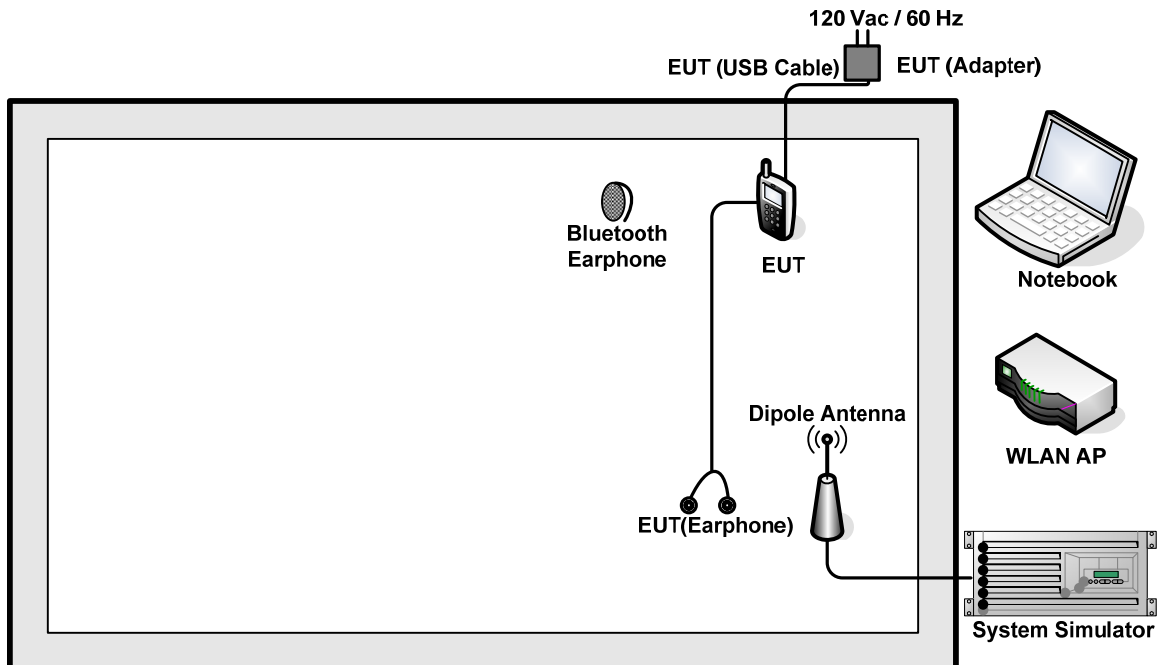 120 Vac / 60 Hz
EUT (USB Cable)
EUT (Adapter)
Bluetooth
Earphone
EUT
Notebook
Dipole Antenna
WLAN AP
EUT(Earphone)
System Simulator